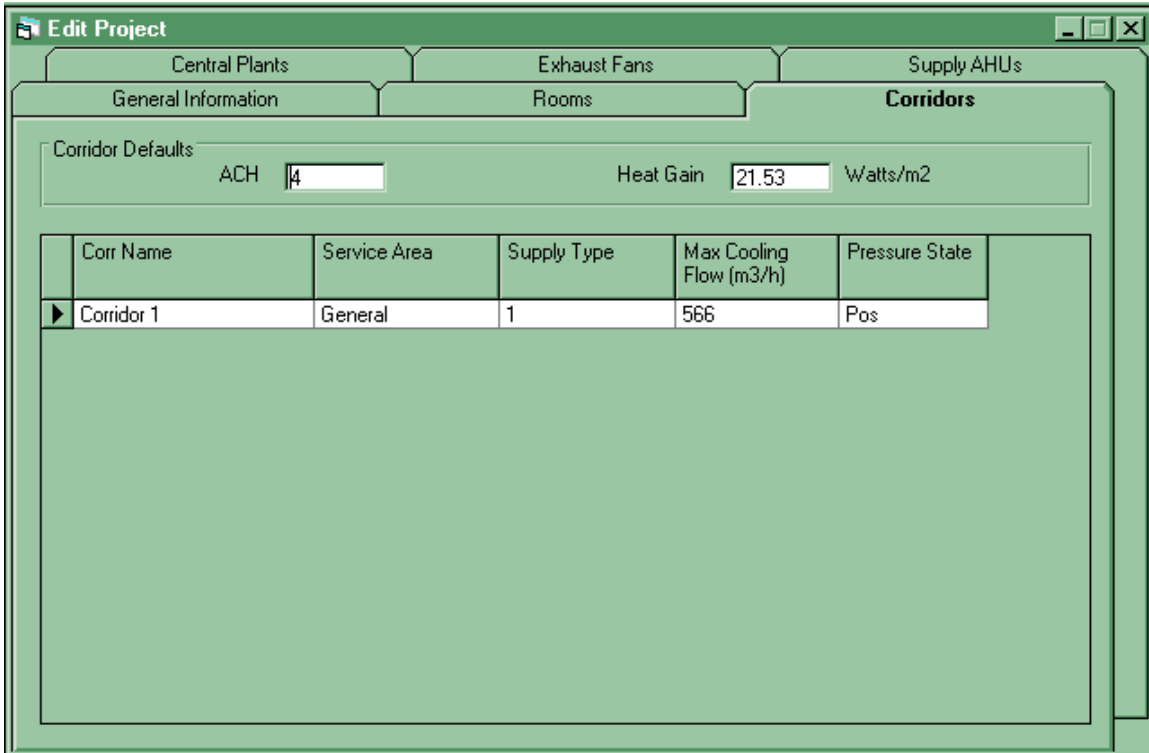 Edit Project
Central Plants Exhaust Fans Supply AHUs
General Information Rooms Corridors
Corridor Defaults
ACH 4 Heat Gain 21.53 Watts/m2
Corr Name Service Area Supply Type Max Cooling Pressure State
Flow (m3/h)
Corridor 1 General 1 566 Pos